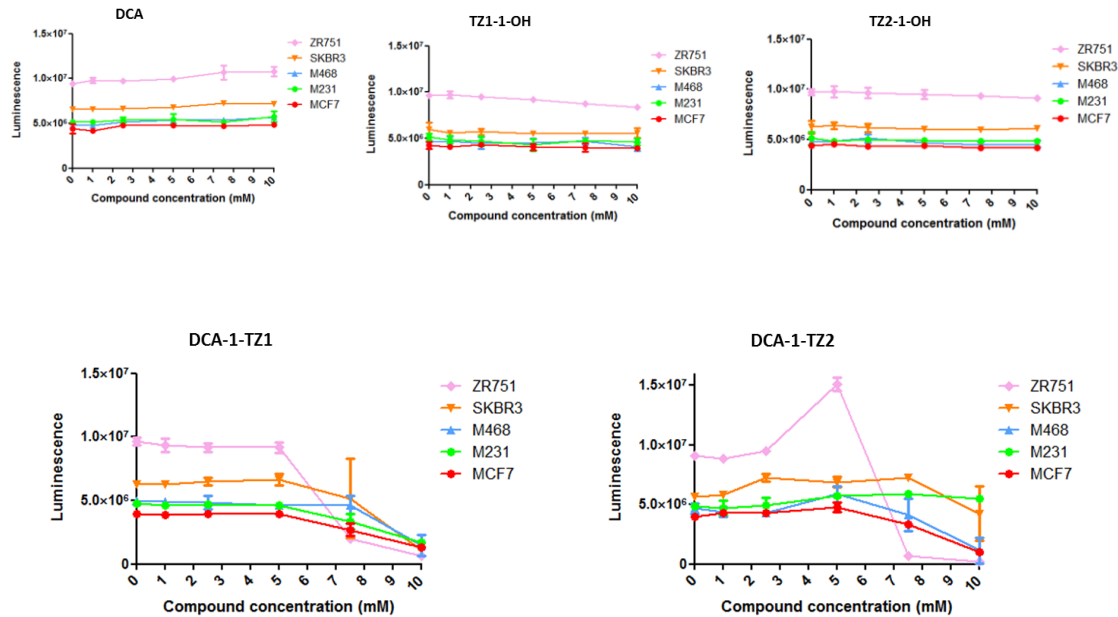 DCA
1.5×10⁷
1.0×10⁷
5.0×10⁶
0
Luminescence
0 1 2 3 4 5 6 7 8 9 10
Compound concentration (mM)
ZR751
SKBR3
M468
M231
MCF7
TZ1-1-OH
1.5×10⁷
1.0×10⁷
5.0×10⁶
0
Luminescence
0 1 2 3 4 5 6 7 8 9 10
Compound concentration (mM)
ZR751
SKBR3
M468
M231
MCF7
TZ2-1-OH
1.5×10⁷
1.0×10⁷
5.0×10⁶
0
Luminescence
0 1 2 3 4 5 6 7 8 9 10
Compound concentration (mM)
ZR751
SKBR3
M468
M231
MCF7
DCA-1-TZ1
1.5×10⁷
1.0×10⁷
5.0×10⁶
0
Luminescence
0 1 2 3 4 5 6 7 8 9 10
Compound concentration (mM)
ZR751
SKBR3
M468
M231
MCF7
DCA-1-TZ2
1.5×10⁷
1.0×10⁷
5.0×10⁶
0
Luminescence
0 1 2 3 4 5 6 7 8 9 10
Compound concentration (mM)
ZR751
SKBR3
M468
M231
MCF7